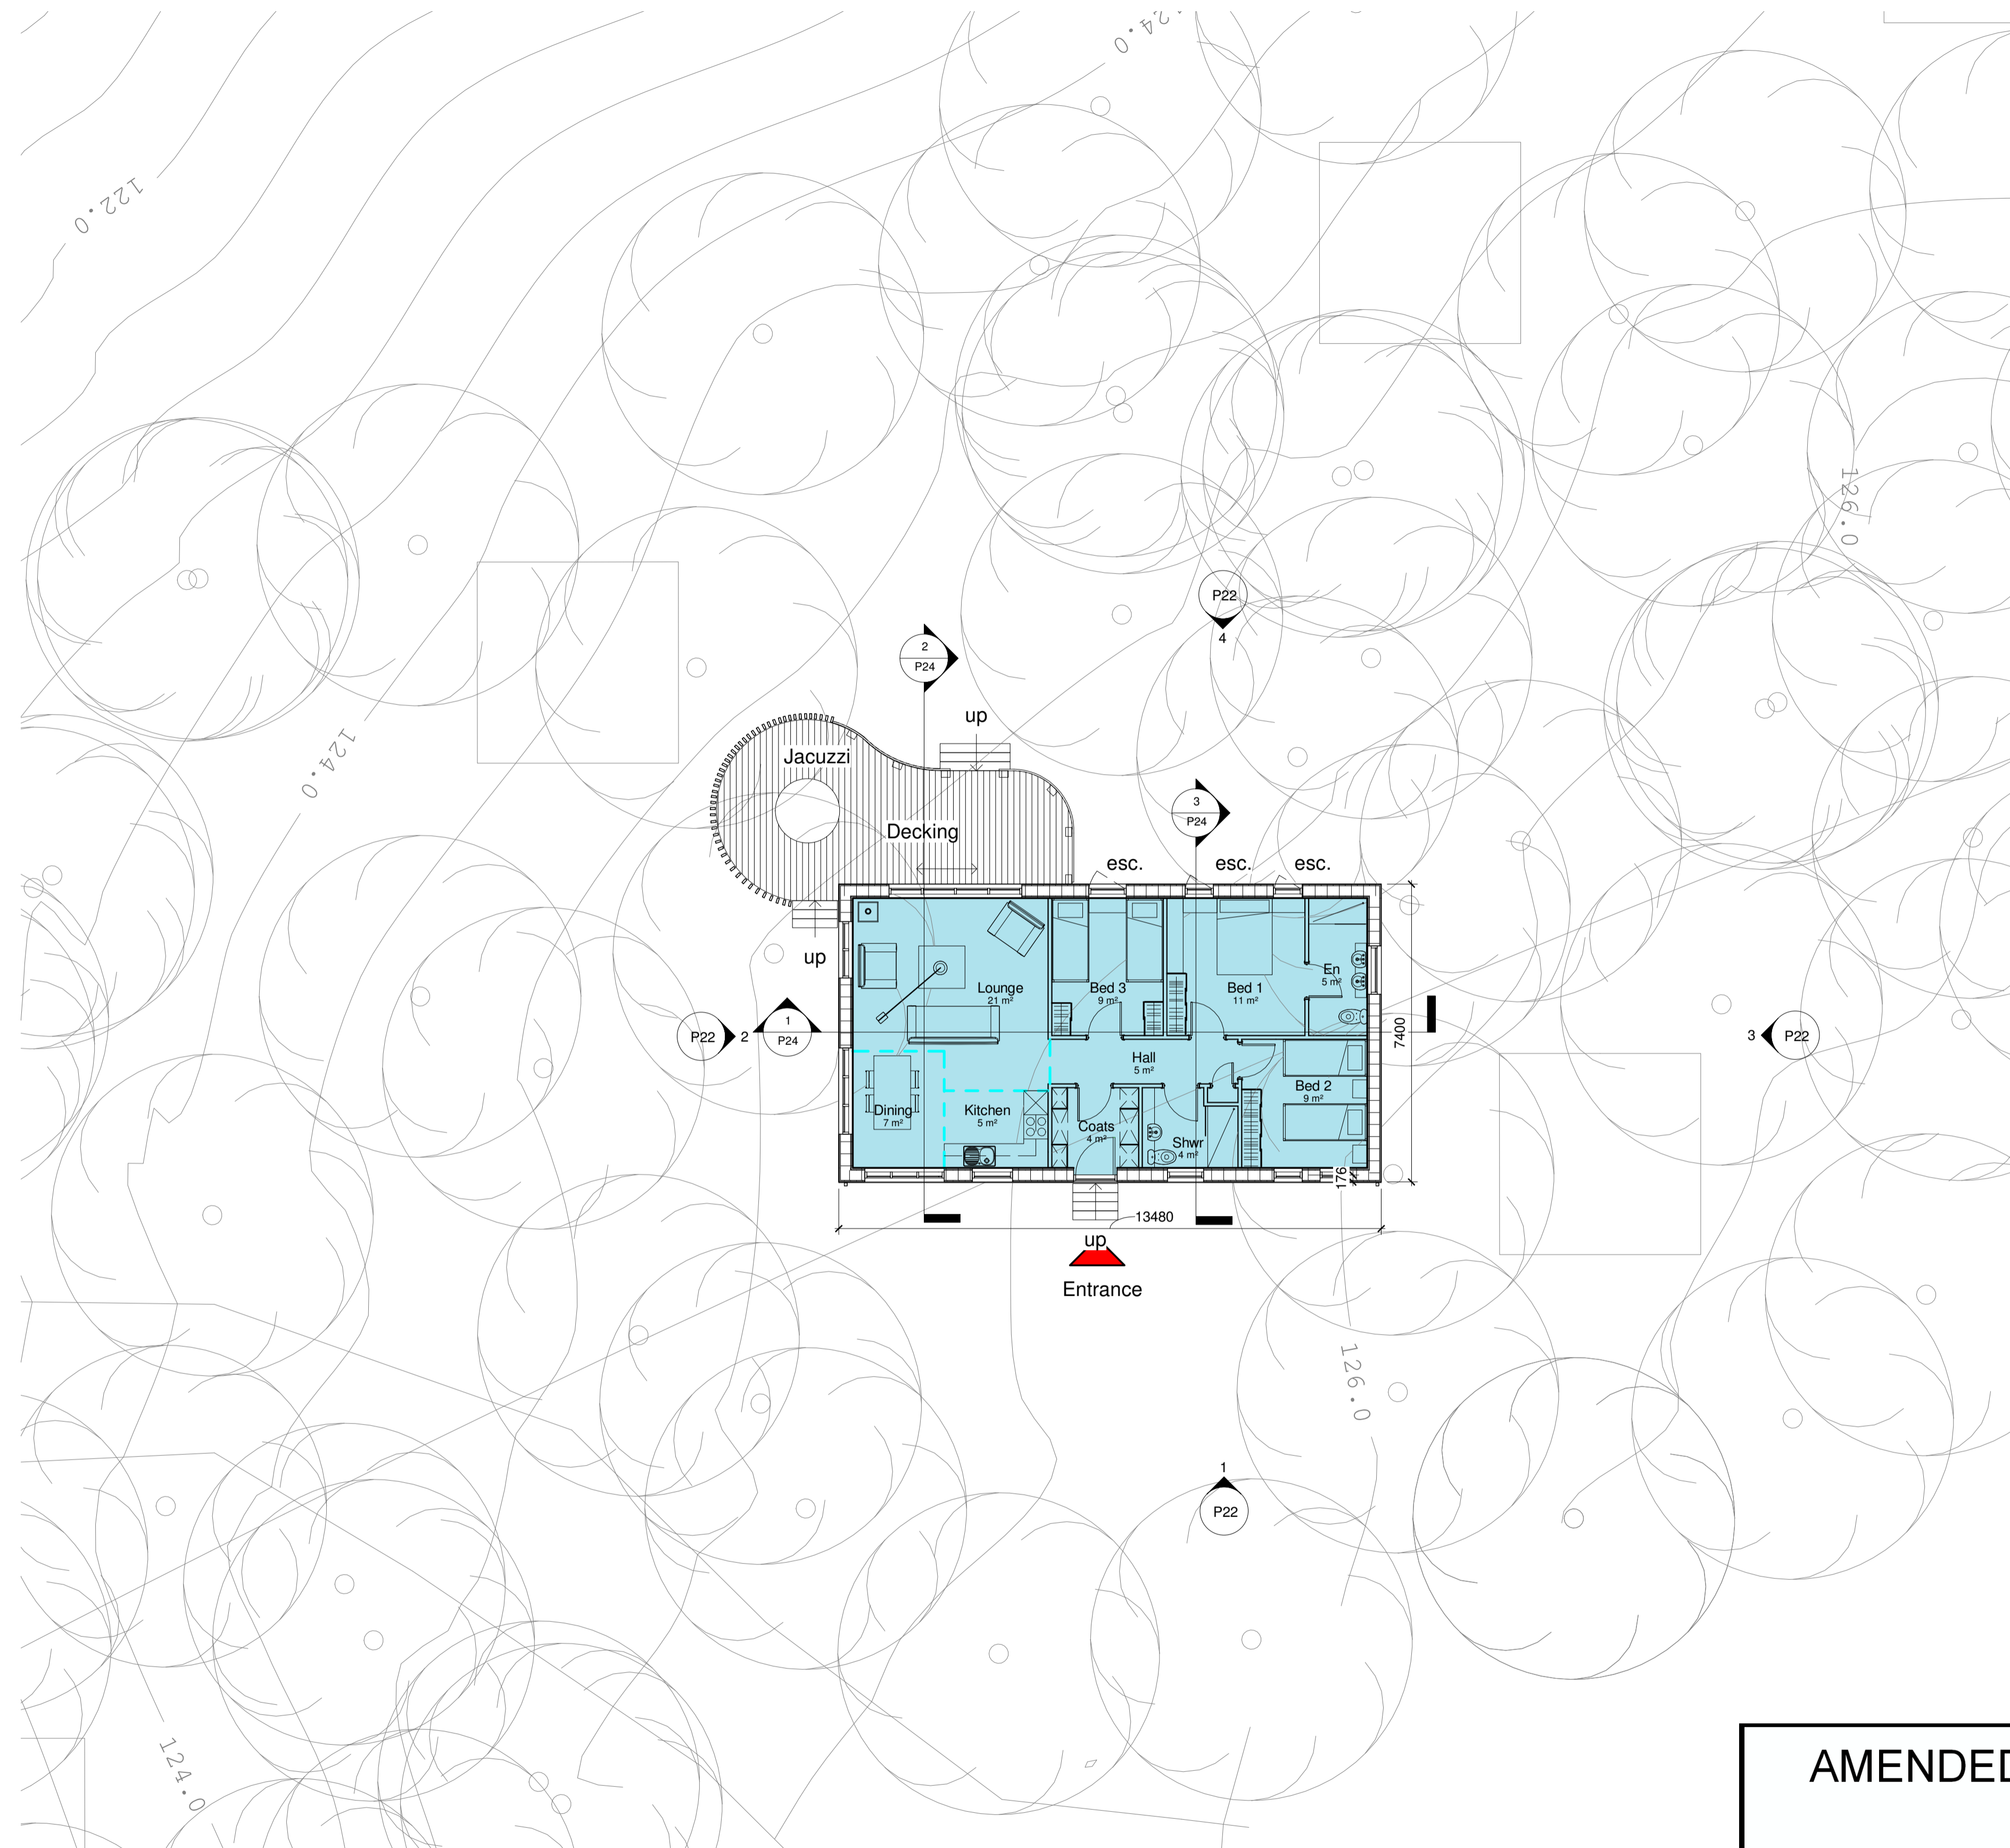 124.0
122.0
126.0
P22
4
2
P24
up
Jacuzzi
3
P24
Decking
esc.
esc.
esc.
124.0
up
En
5 m²
Lounge
21 m²
Bed 3
9 m²
Bed 1
11 m²
P22
2
1
P24
7400
3
P22
Hall
5 m²
Bed 2
9 m²
Dining
7 m²
Kitchen
5 m²
Coats
4 m²
Shwr
4 m²
176
13480
up
Entrance
126.0
1
P22
124.0
AMENDED